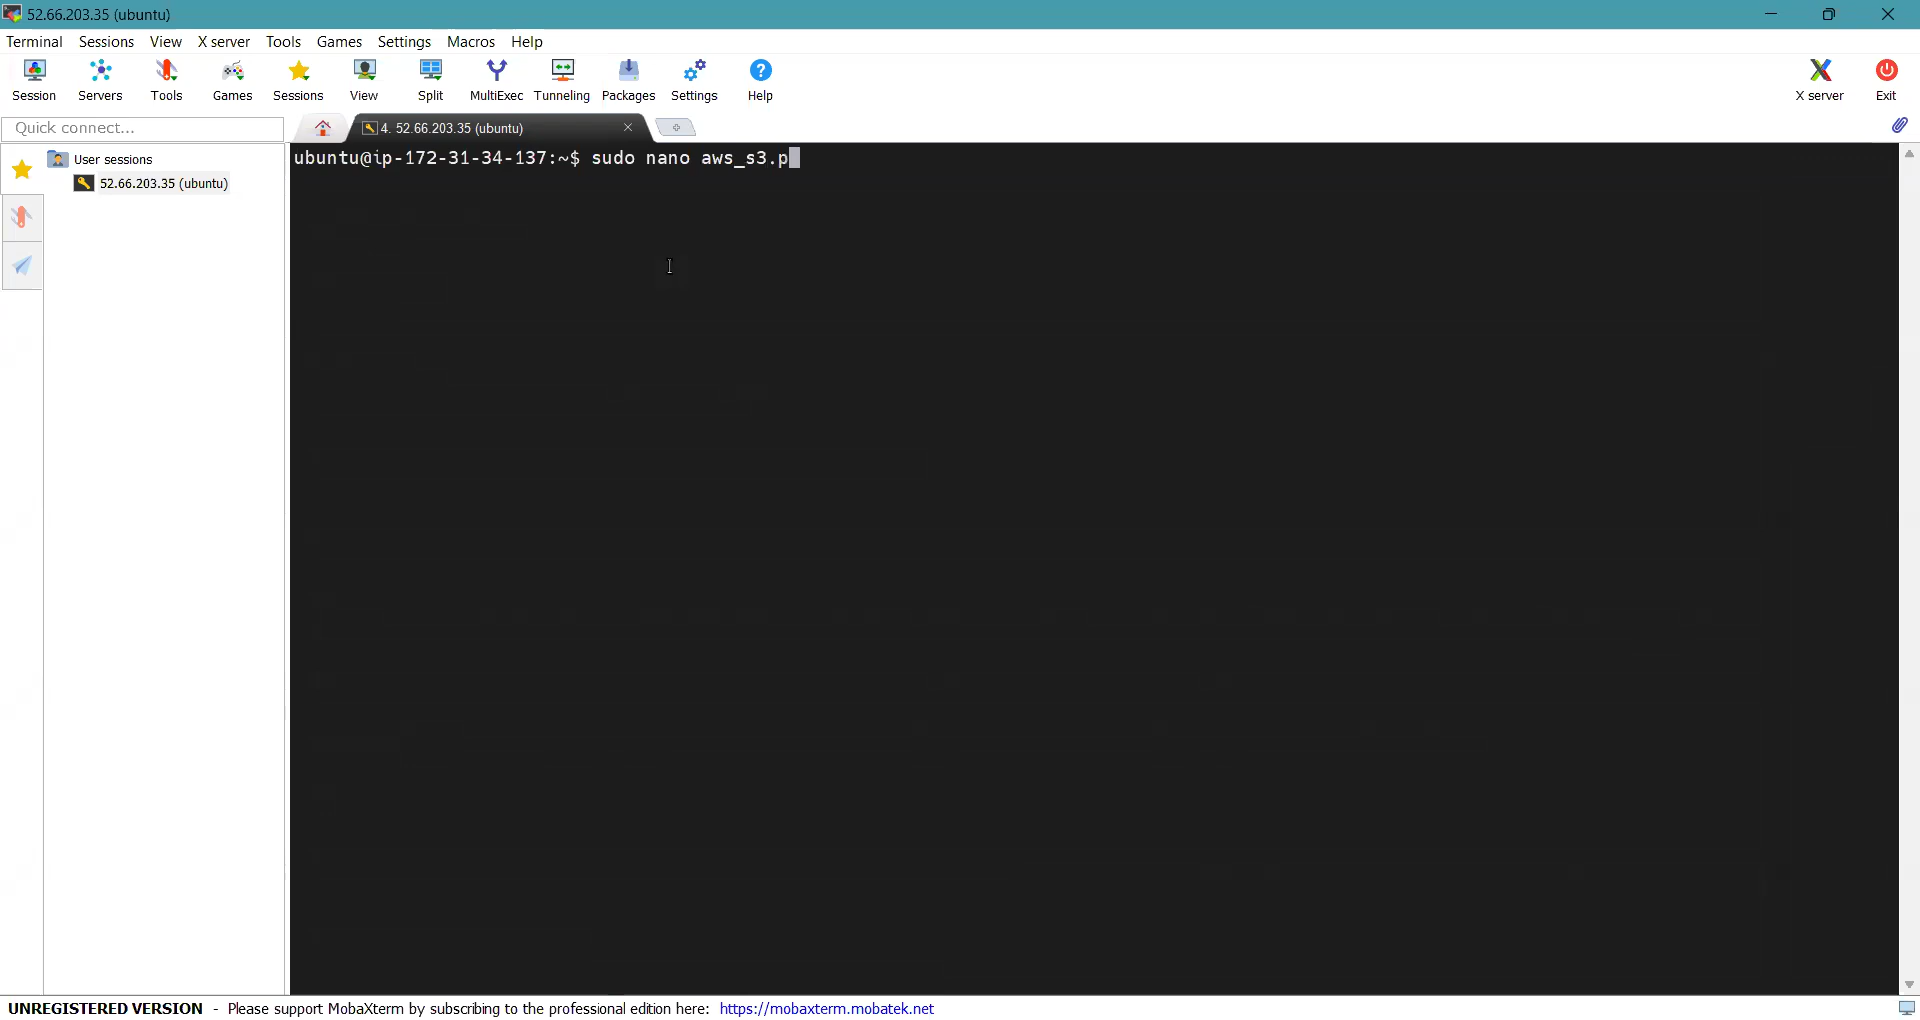 52.66.203.35 (ubuntu)
Terminal Sessions View X server Tools Games Settings Macros Help
Session Servers Tools Games Sessions View Split MultiExec Tunneling Packages Settings Help X server Exit
Quick connect...
4. 52.66.203.35 (ubuntu)
User sessions
52.66.203.35 (ubuntu)
ubuntu@ip-172-31-34-137:~$ sudo nano aws_s3.p
UNREGISTERED VERSION - Please support MobaXterm by subscribing to the professional edition here: https://mobaxterm.mobatek.net